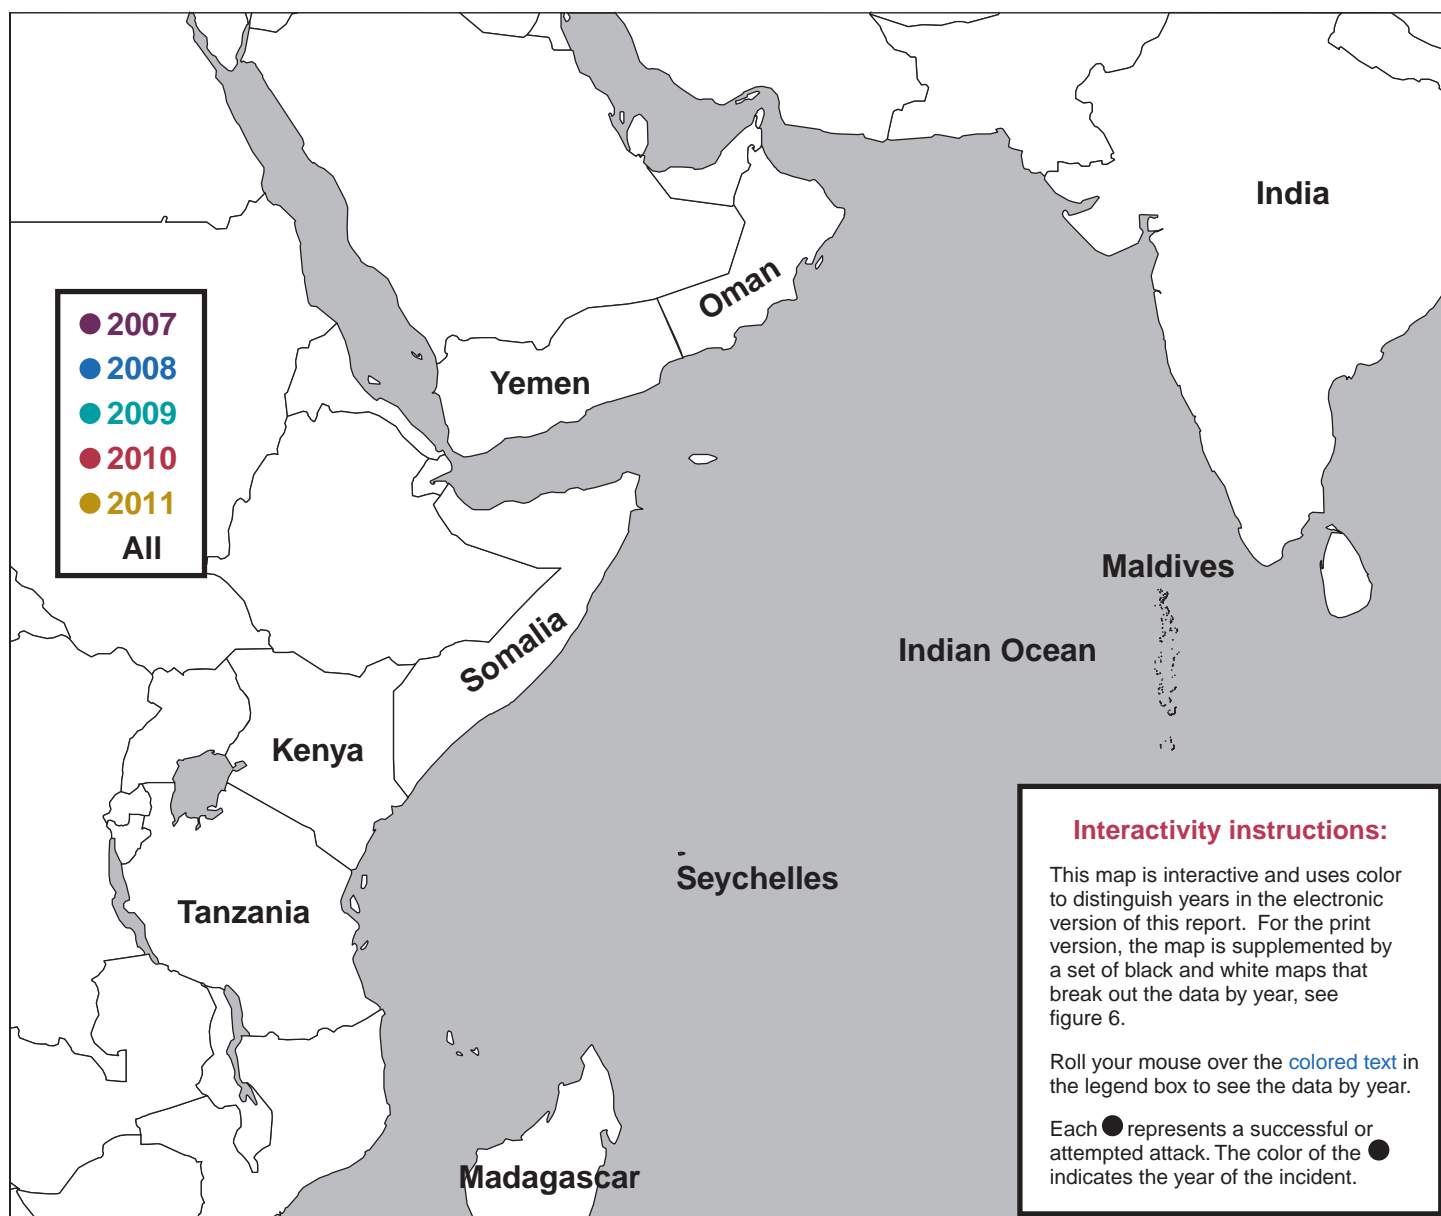 India
Oman
2007
2008
2009
2010
2011
All
Yemen
Maldives
Somalia
Indian Ocean
Kenya
Seychelles
Tanzania
Madagascar
Interactivity instructions:
This map is interactive and uses color
to distinguish years in the electronic
version of this report.  For the print
version, the map is supplemented by
a set of black and white maps that
break out the data by year, see
figure 6.
Roll your mouse over the colored text in
the legend box to see the data by year.
Each ● represents a successful or
attempted attack. The color of the ●
indicates the year of the incident.